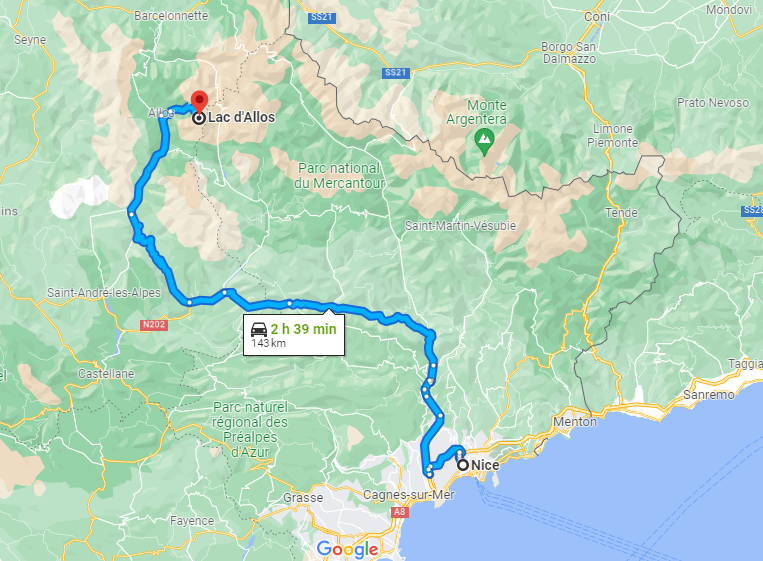 Barcelonnette
SS21
Mondovi
Coni
Seyne
Borgo San
Dalmazzo
SS21
Prato Nevoso
Monte
Argentera
Allos
Lac d'Allos
Limone
Piemonte
Parc national
du Mercantour
ins
Tende
SS28
Saint-Martin-Vésubie
Saint-André-les-Alpes
N202
2 h 39 min
143 km
Castellane
Taggia
Sanremo
Parc naturel
régional des
Préalpes
d'Azur
Menton
Nice
Cagnes-sur-Mer
Grasse
A8
Fayence
Google